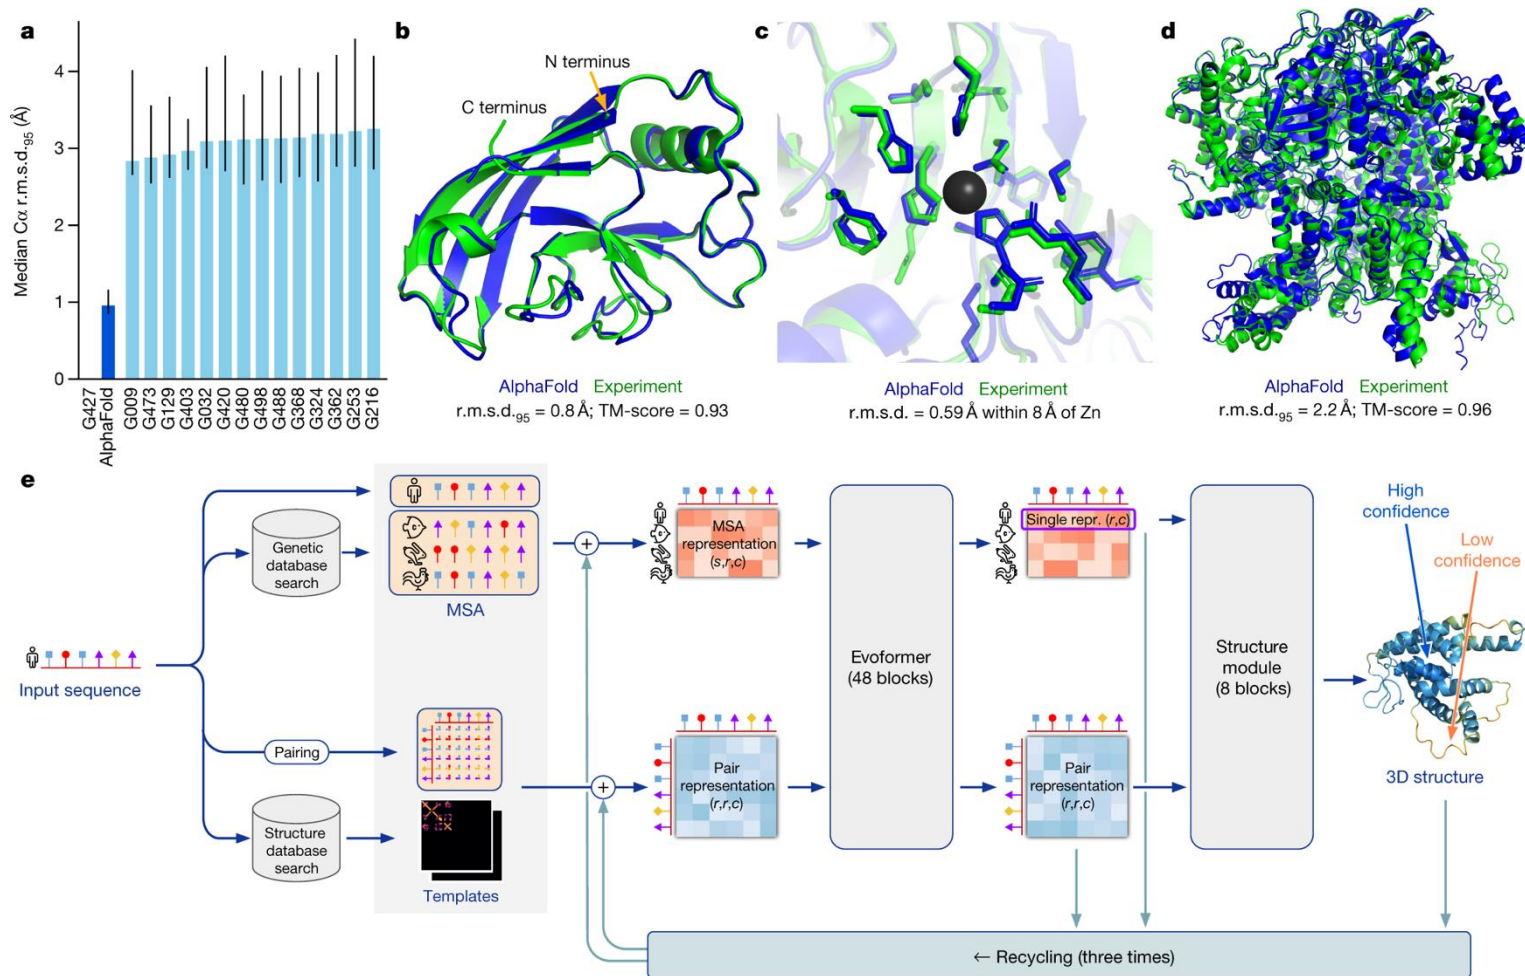 a
Median Cα r.m.s.d.95 (Å)
4
3
2
1
0
G427
AlphaFold
G009
G473
G129
G403
G032
G420
G480
G498
G488
G368
G324
G362
G253
G216
b
N terminus
C terminus
AlphaFold Experiment
r.m.s.d.95 = 0.8 Å; TM-score = 0.93
c
AlphaFold Experiment
r.m.s.d. = 0.59 Å within 8 Å of Zn
d
AlphaFold Experiment
r.m.s.d.95 = 2.2 Å; TM-score = 0.96
e
Input sequence
Genetic
database
search
MSA
Pairing
Structure
database
search
Templates
+
+
MSA
representation
(s,r,c)
Pair
representation
(r,r,c)
Evoformer
(48 blocks)
Single repr. (r,c)
Pair
representation
(r,r,c)
Structure
module
(8 blocks)
High
confidence
Low
confidence
3D structure
← Recycling (three times)